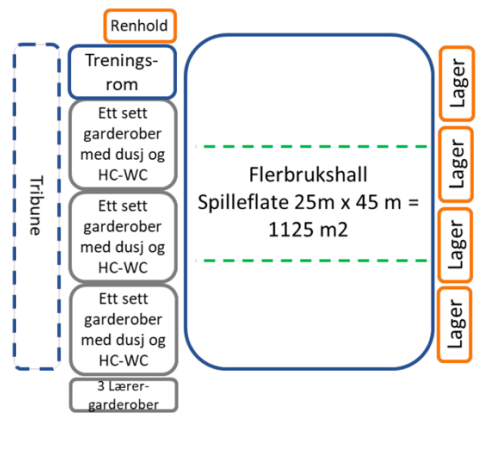 Renhold
Trenings-
rom
Ett sett
garderober
med dusj og
HC-WC
Ett sett
garderober
med dusj og
HC-WC
Ett sett
garderober
med dusj og
HC-WC
3 Lærer-
garderober
Tribune
Flerbrukshall
Spilleflate 25m x 45 m =
1125 m2
Lager
Lager
Lager
Lager